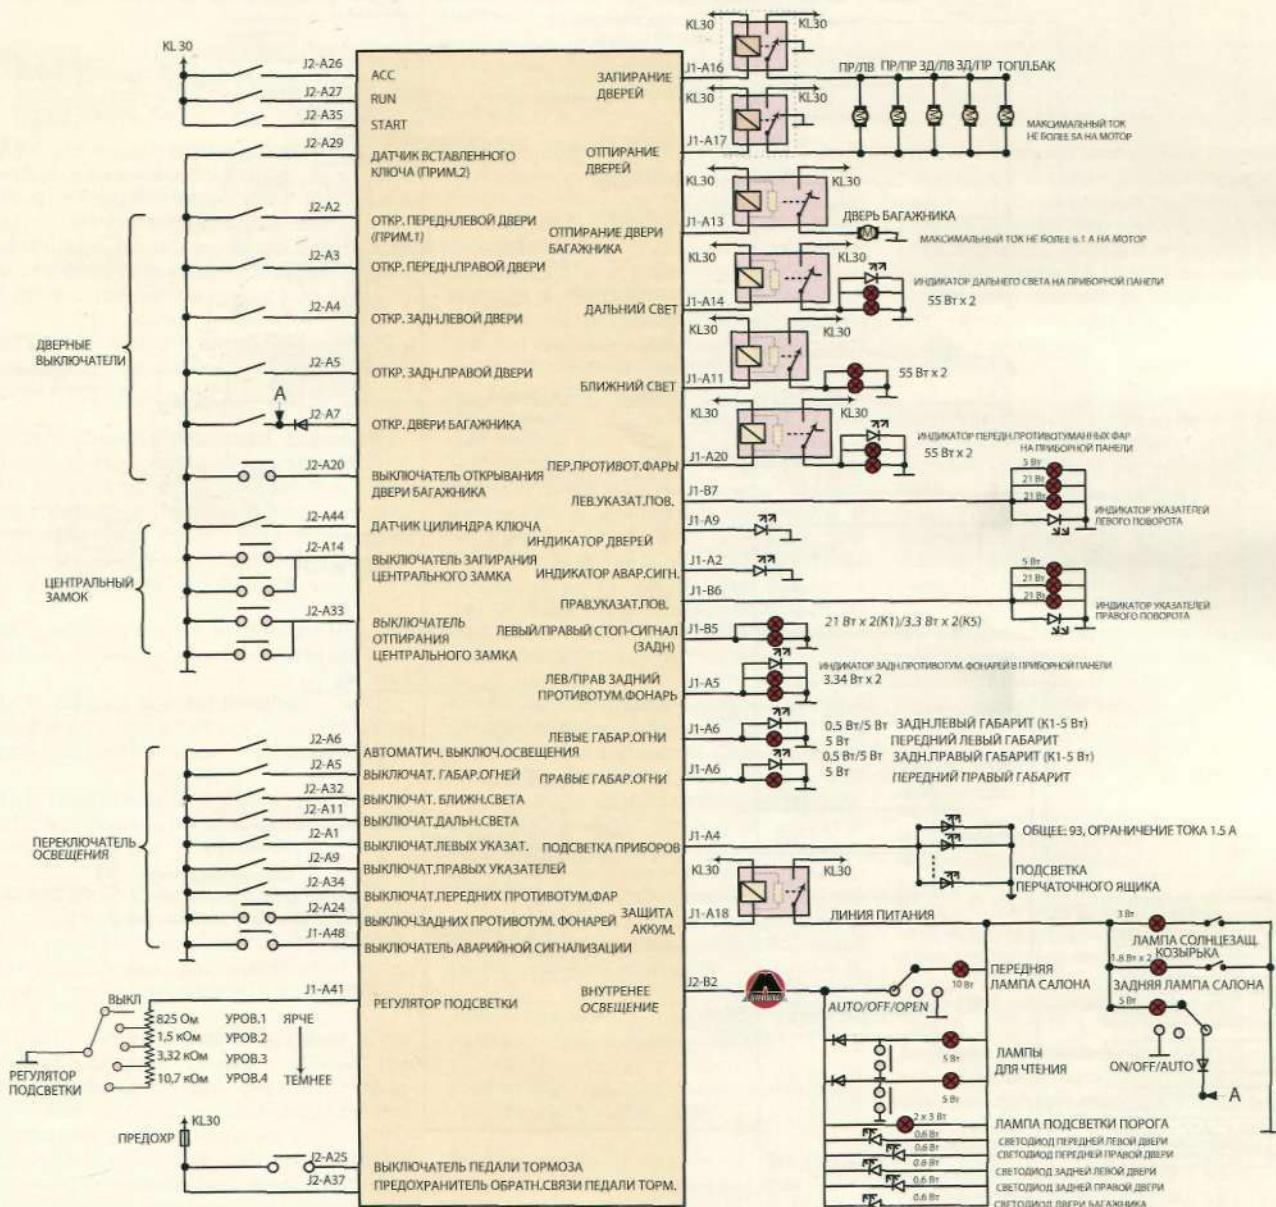 KL 30
J2-A26
ACC
J2-A27
RUN
J2-A35
START
J2-A29
ДАТЧИК ВСТАВЛЕННОГО
КЛЮЧА (ПРИМ.2)
ДВЕРНЫЕ
ВЫКЛЮЧАТЕЛИ
J2-A2
ОТКР. ПЕРЕДН.ЛЕВОЙ ДВЕРИ
(ПРИМ.1)
J2-A3
ОТКР. ПЕРЕДН.ПРАВОЙ ДВЕРИ
J2-A4
ОТКР. ЗАДН.ЛЕВОЙ ДВЕРИ
J2-A5
ОТКР. ЗАДН.ПРАВОЙ ДВЕРИ
A
J2-A7
ОТКР. ДВЕРИ БАГАЖНИКА
J2-A20
ВЫКЛЮЧАТЕЛЬ ОТКРЫВАНИЯ
ДВЕРИ БАГАЖНИКА
ЦЕНТРАЛЬНЫЙ
ЗАМОК
J2-A44
ДАТЧИК ЦИЛИНДРА КЛЮЧА
J2-A14
ВЫКЛЮЧАТЕЛЬ ЗАПИРАНИЯ
ЦЕНТРАЛЬНОГО ЗАМКА
J2-A33
ВЫКЛЮЧАТЕЛЬ
ОТПИРАНИЯ
ЦЕНТРАЛЬНОГО ЗАМКА
ПЕРЕКЛЮЧАТЕЛЬ
ОСВЕЩЕНИЯ
J2-A6
АВТОМАТИЧ. ВЫКЛЮЧ.ОСВЕЩЕНИЯ
J2-A5
ВЫКЛЮЧАТ. ГАБАР.ОГНЕЙ
J2-A32
ВЫКЛЮЧАТ. БЛИЖН.СВЕТА
J2-A11
ВЫКЛЮЧАТ.ДАЛЬН.СВЕТА
J2-A1
ВЫКЛЮЧАТ.ЛЕВЫХ УКАЗАТ.
J2-A9
ВЫКЛЮЧАТ.ПРАВЫХ УКАЗАТЕЛЕЙ
J2-A34
ВЫКЛЮЧАТ.ПЕРЕДНИХ ПРОТИВОТУМ.ФАР
J2-A24
ВЫКЛЮЧ.ЗАДНИХ ПРОТИВОТУМ. ФОНАРЕЙ
J1-A48
ВЫКЛЮЧАТЕЛЬ АВАРИЙНОЙ СИГНАЛИЗАЦИИ
J1-A41
РЕГУЛЯТОР ПОДСВЕТКИ
ВЫКЛ
825 Ом УРОВ.1 ЯРЧЕ
1,5 кОм УРОВ.2
3,32 кОм УРОВ.3
10,7 кОм УРОВ.4 ТЕМНЕЕ
РЕГУЛЯТОР
ПОДСВЕТКИ
KL30
ПРЕДОХР
J2-A25
ВЫКЛЮЧАТЕЛЬ ПЕДАЛИ ТОРМОЗА
J2-A37
ПРЕДОХРАНИТЕЛЬ ОБРАТН.СВЯЗИ ПЕДАЛИ ТОРМ.
KL30 KL30
ЗАПИРАНИЕ
ДВЕРЕЙ
J1-A16
KL30 KL30
ОТПИРАНИЕ
ДВЕРЕЙ
J1-A17
ПР/ЛВ ПР/ПР ЗД/ЛВ ЗД/ПР ТОПЛ.БАК
M M M M M
МАКСИМАЛЬНЫЙ ТОК
НЕ БОЛЕЕ 5А НА МОТОР
KL30 KL30
J1-A13
ОТПИРАНИЕ ДВЕРИ
БАГАЖНИКА
ДВЕРЬ БАГАЖНИКА
M
МАКСИМАЛЬНЫЙ ТОК НЕ БОЛЕЕ 6.1 А НА МОТОР
KL30 KL30
ДАЛЬНИЙ СВЕТ
J1-A14
ИНДИКАТОР ДАЛЬНЕГО СВЕТА НА ПРИБОРНОЙ ПАНЕЛИ
55 Вт x 2
KL30 KL30
БЛИЖНИЙ СВЕТ
J1-A11
55 Вт x 2
KL30 KL30
ПЕР.ПРОТИВОТ.ФАРЫ
J1-A20
ИНДИКАТОР ПЕРЕДН.ПРОТИВОТУМАННЫХ ФАР
НА ПРИБОРНОЙ ПАНЕЛИ
55 Вт x 2
ЛЕВ.УКАЗАТ.ПОВ.
J1-B7
5 Вт
21 Вт
21 Вт
ИНДИКАТОР УКАЗАТЕЛЕЙ
ЛЕВОГО ПОВОРОТА
ИНДИКАТОР ДВЕРЕЙ
J1-A9
ИНДИКАТОР АВАР.СИГН.
J1-A2
ПРАВ.УКАЗАТ.ПОВ.
J1-B6
5 Вт
21 Вт
21 Вт
ИНДИКАТОР УКАЗАТЕЛЕЙ
ПРАВОГО ПОВОРОТА
ЛЕВЫЙ/ПРАВЫЙ СТОП-СИГНАЛ
(ЗАДН)
J1-B5
21 Вт x 2(K1)/3.3 Вт x 2(K5)
ЛЕВ/ПРАВ ЗАДНИЙ
ПРОТИВОТУМ.ФОНАРЬ
J1-A5
ИНДИКАТОР ЗАДН.ПРОТИВОТУМ. ФОНАРЕЙ В ПРИБОРНОЙ ПАНЕЛИ
3.34 Вт x 2
ЛЕВЫЕ ГАБАР.ОГНИ
J1-A6
0.5 Вт/5 Вт ЗАДН.ЛЕВЫЙ ГАБАРИТ (K1-5 Вт)
5 Вт ПЕРЕДНИЙ ЛЕВЫЙ ГАБАРИТ
ПРАВЫЕ ГАБАР.ОГНИ
J1-A6
0.5 Вт/5 Вт ЗАДН.ПРАВЫЙ ГАБАРИТ (K1-5 Вт)
5 Вт ПЕРЕДНИЙ ПРАВЫЙ ГАБАРИТ
ПОДСВЕТКА ПРИБОРОВ
J1-A4
ОБЩЕЕ: 93, ОГРАНИЧЕНИЕ ТОКА 1.5 А
ПОДСВЕТКА
ПЕРЧАТОЧНОГО ЯЩИКА
KL30 KL30
ЗАЩИТА
АККУМ.
J1-A18
ЛИНИЯ ПИТАНИЯ
3 Вт
ЛАМПА СОЛНЦЕЗАЩ.
КОЗЫРЬКА
1.8 Вт x 2
ЗАДНЯЯ ЛАМПА САЛОНА
5 Вт
ON/OFF/AUTO
A
ВНУТРЕНЕЕ
ОСВЕЩЕНИЕ
J2-B2
AUTO/OFF/OPEN
10 Вт
ПЕРЕДНЯЯ
ЛАМПА САЛОНА
5 Вт
ЛАМПЫ
ДЛЯ ЧТЕНИЯ
5 Вт
2 x 3 Вт
ЛАМПА ПОДСВЕТКИ ПОРОГА
0.6 Вт
СВЕТОДИОД ПЕРЕДНЕЙ ЛЕВОЙ ДВЕРИ
0.6 Вт
СВЕТОДИОД ПЕРЕДНЕЙ ПРАВОЙ ДВЕРИ
0.6 Вт
СВЕТОДИОД ЗАДНЕЙ ЛЕВОЙ ДВЕРИ
0.6 Вт
СВЕТОДИОД ЗАДНЕЙ ПРАВОЙ ДВЕРИ
0.6 Вт
СВЕТОДИОД ДВЕРИ БАГАЖНИКА